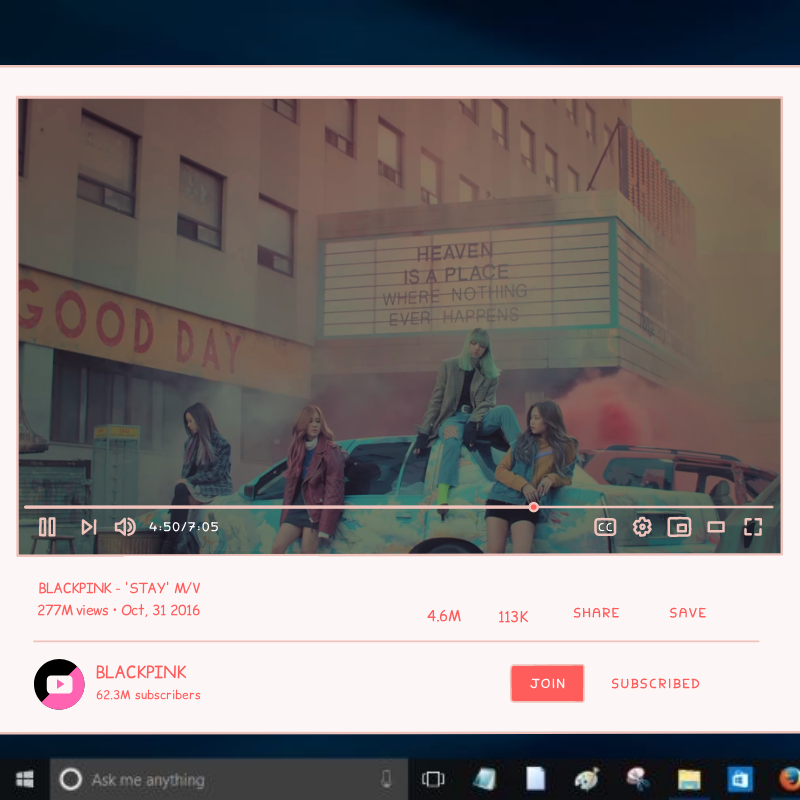 HEAVEN
IS A PLACE
WHERE NOTHING
EVER HAPPENS
GOOD DAY
4:50/7:05
CC
BLACKPINK - 'STAY' M/V
277M views • Oct, 31 2016
4.6M 113K SHARE SAVE
BLACKPINK
62.3M subscribers
JOIN SUBSCRIBED
Ask me anything